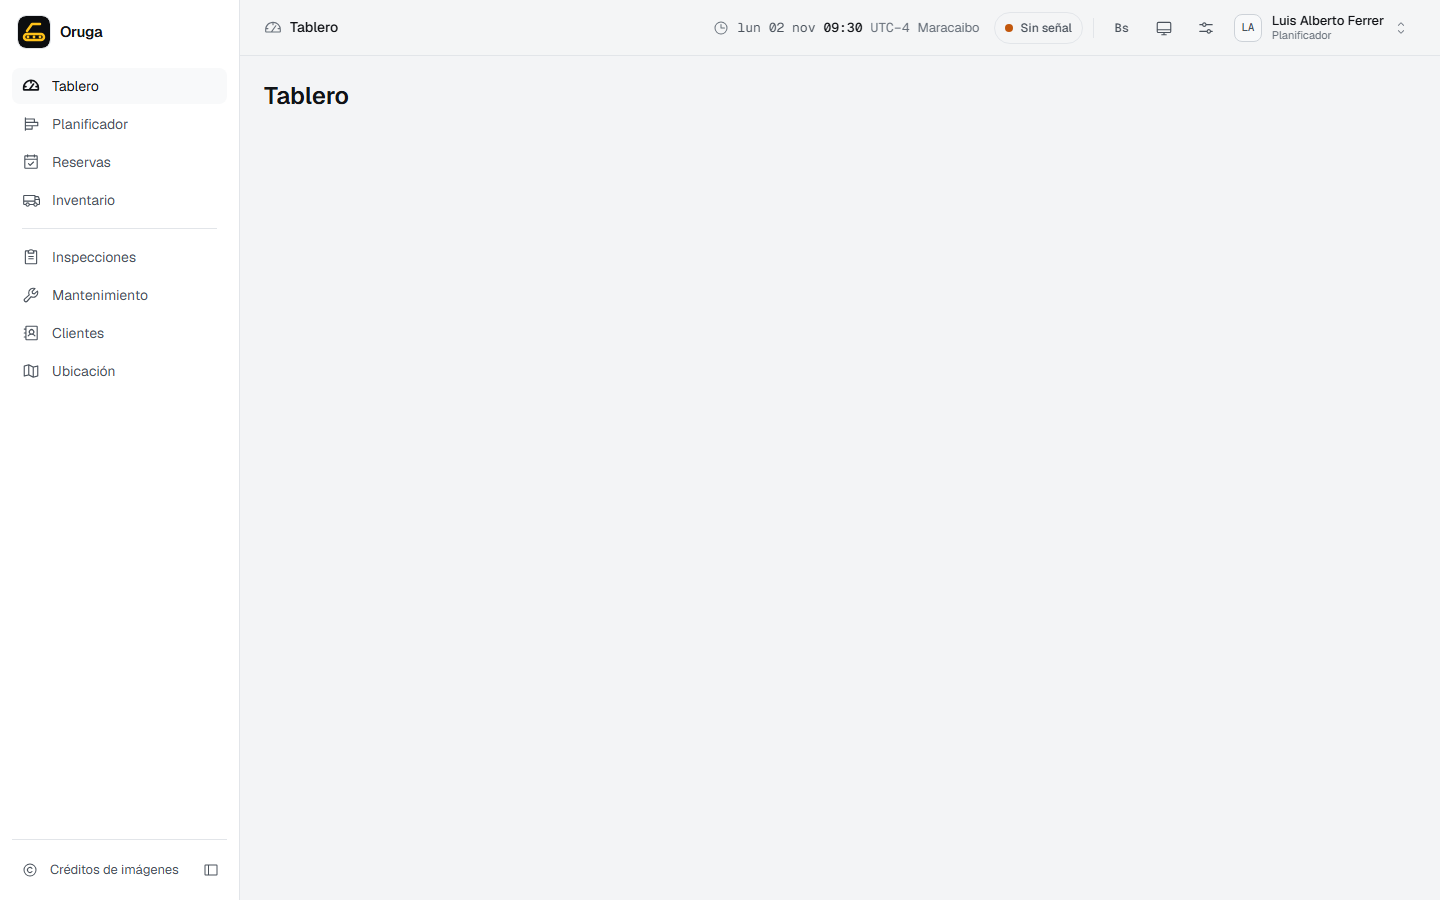 Oruga
Tablero
Planificador
Reservas
Inventario
Inspecciones
Mantenimiento
Clientes
Ubicación
Créditos de imágenes
Tablero
lun 02 nov 09:30 UTC−4 Maracaibo
Sin señal
Bs
LA
Luis Alberto Ferrer
Planificador
Tablero